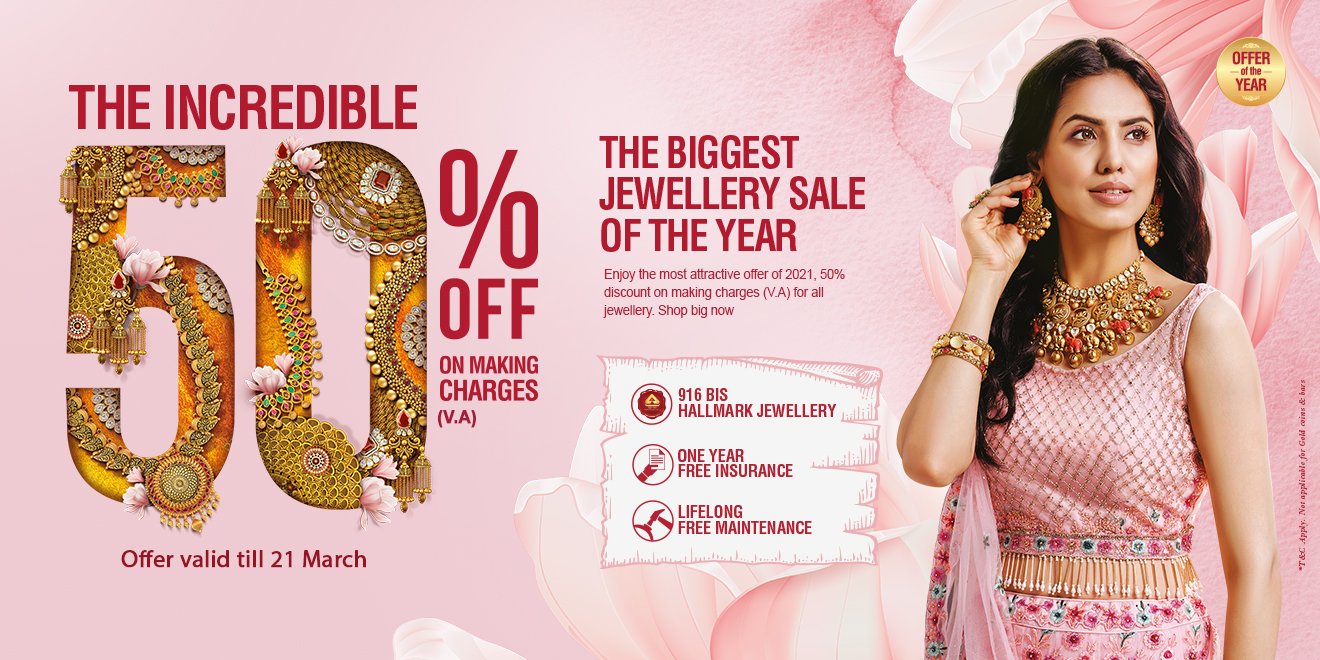 THE INCREDIBLE
50%
OFF
ON MAKING
CHARGES
(V.A)
Offer valid till 21 March
THE BIGGEST
JEWELLERY SALE
OF THE YEAR
Enjoy the most attractive offer of 2021, 50%
discount on making charges (V.A) for all
jewellery. Shop big now
916 BIS
HALLMARK JEWELLERY
ONE YEAR
FREE INSURANCE
LIFELONG
FREE MAINTENANCE
OFFER
of the
YEAR
*T&C Apply. Not applicable for Gold coins & bars